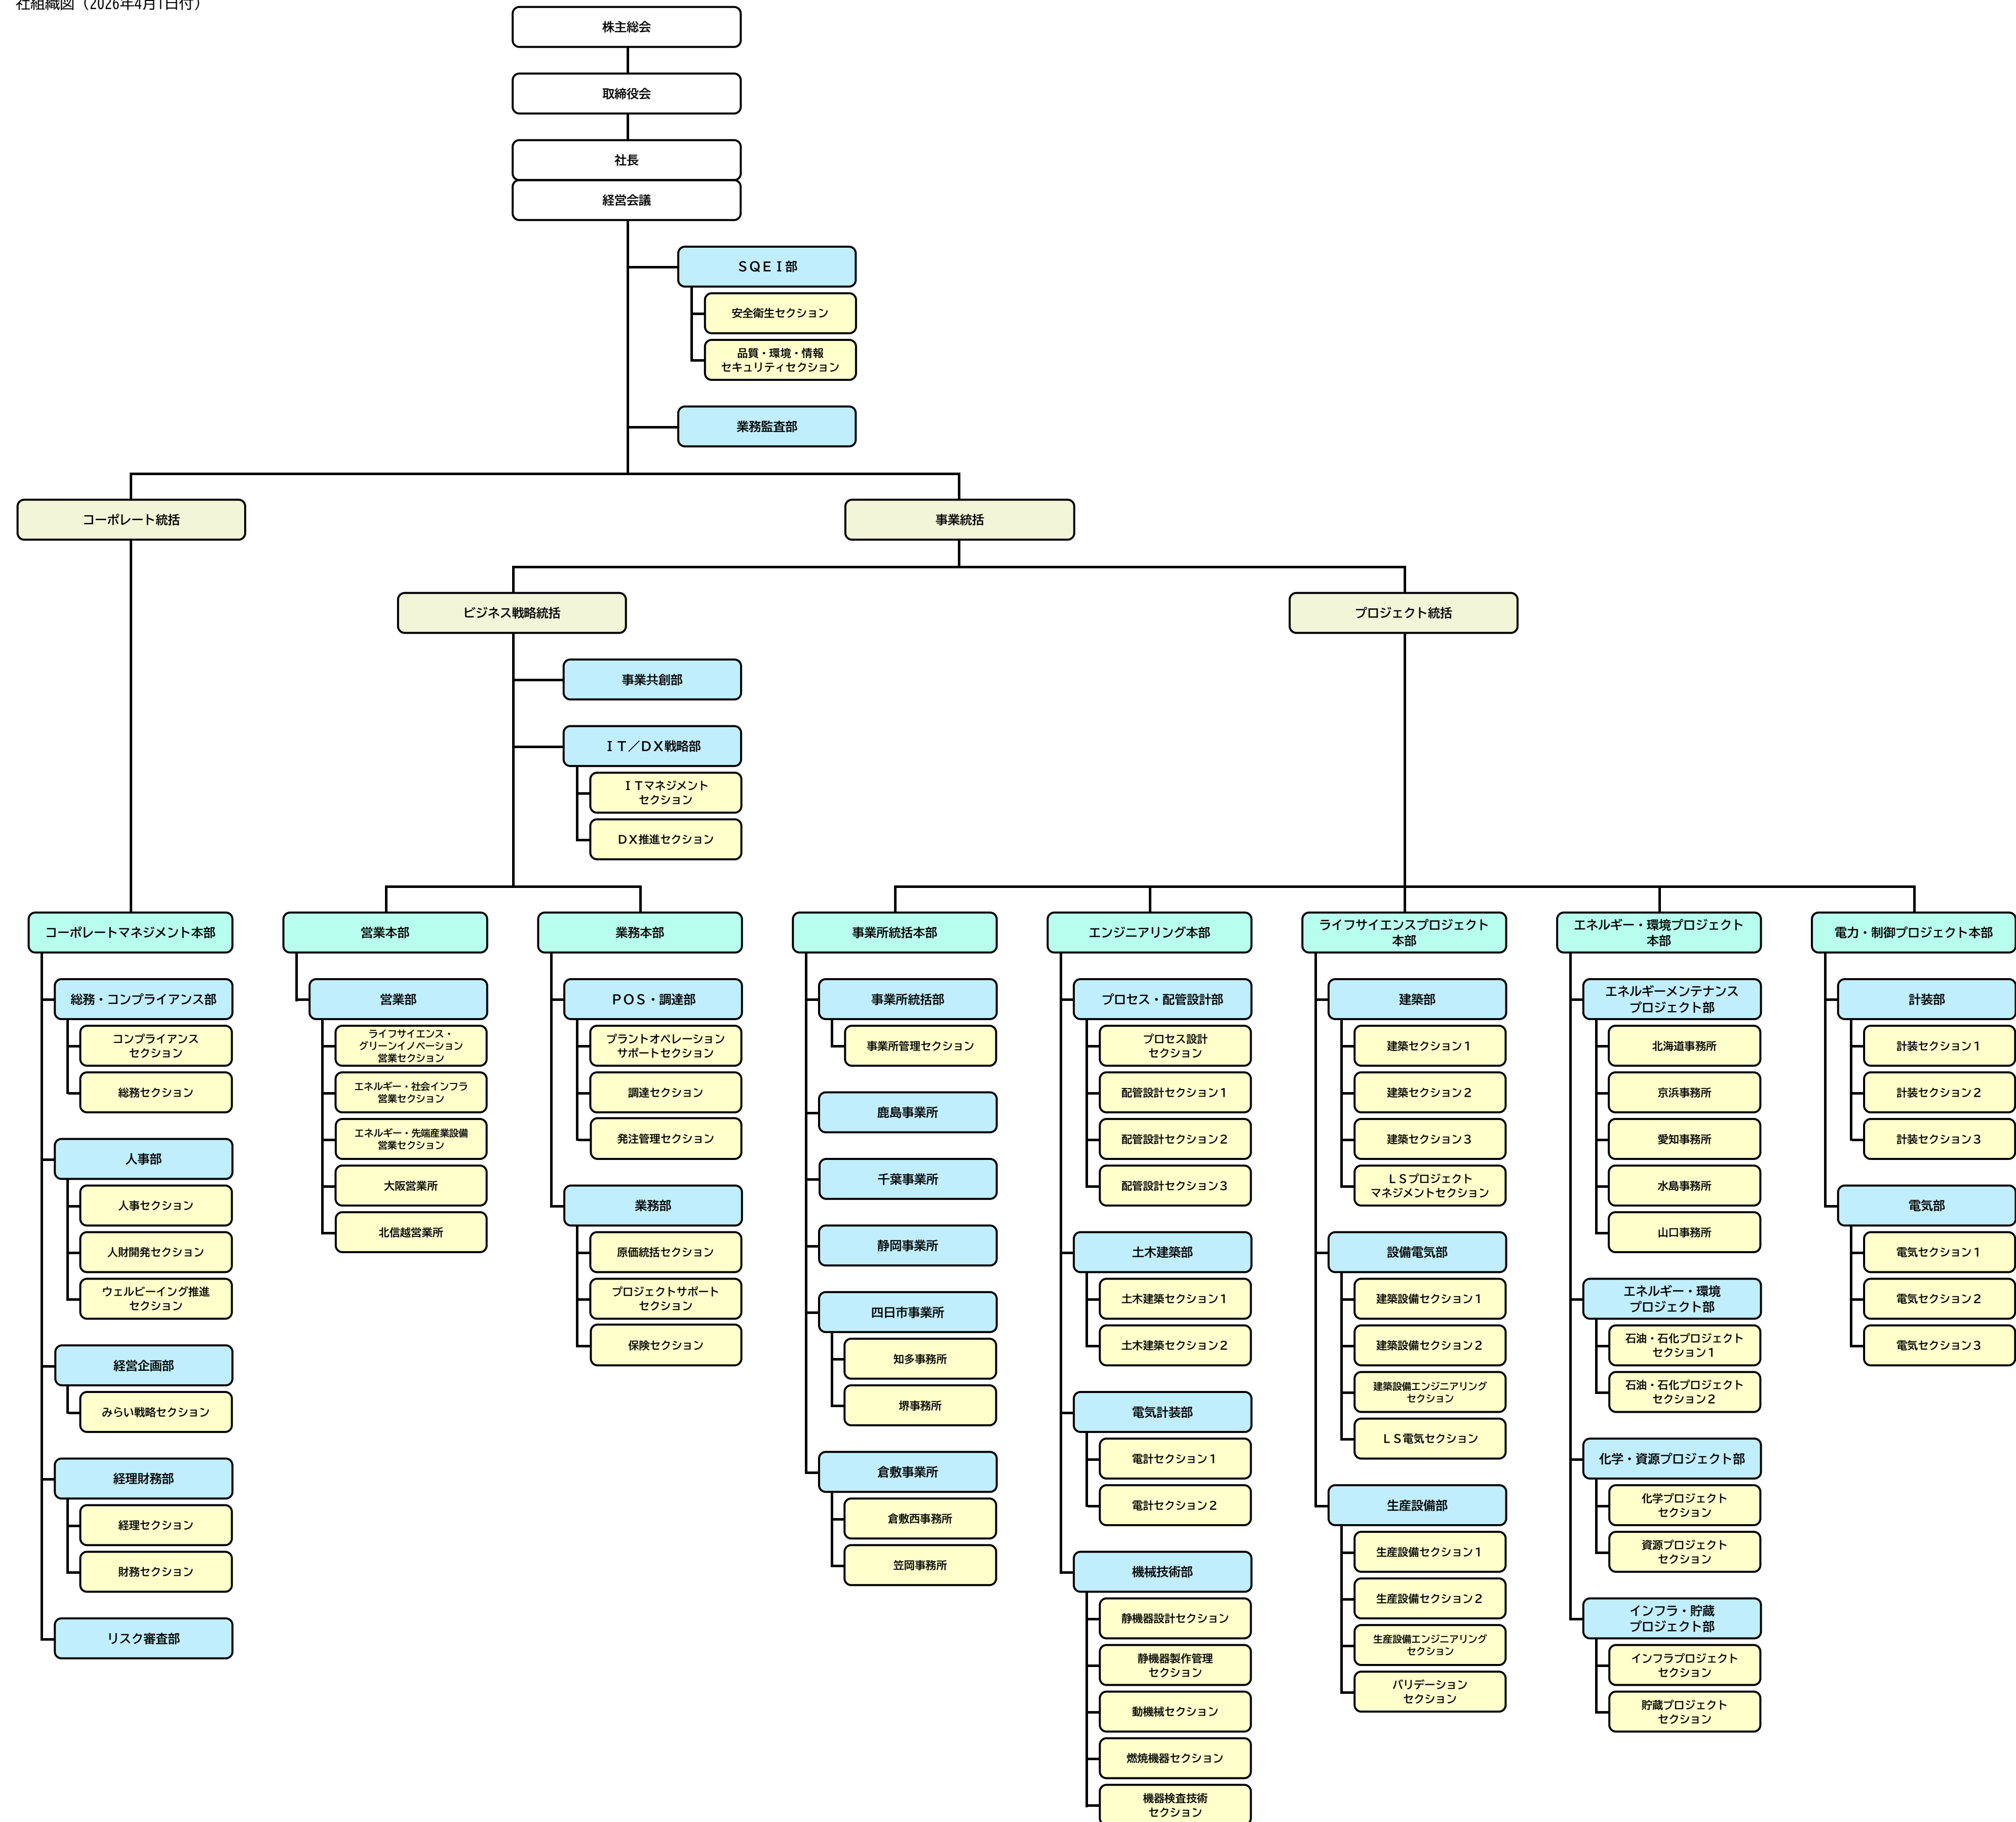 社組織図（2026年4月1日付）
株主総会
取締役会
社長
経営会議
ＳＱＥＩ部
安全衛生セクション
品質・環境・情報
セキュリティセクション
業務監査部
コーポレート統括
事業統括
ビジネス戦略統括
プロジェクト統括
事業共創部
ＩＴ／ＤＸ戦略部
ＩＴマネジメント
セクション
ＤＸ推進セクション
コーポレートマネジメント本部
総務・コンプライアンス部
コンプライアンス
セクション
総務セクション
人事部
人事セクション
人財開発セクション
ウェルビーイング推進
セクション
経営企画部
みらい戦略セクション
経理財務部
経理セクション
財務セクション
リスク審査部
営業本部
営業部
ライフサイエンス・
グリーンイノベーション
営業セクション
エネルギー・社会インフラ
営業セクション
エネルギー・先端産業設備
営業セクション
大阪営業所
北信越営業所
業務本部
ＰＯＳ・調達部
プラントオペレーション
サポートセクション
調達セクション
発注管理セクション
業務部
原価統括セクション
プロジェクトサポート
セクション
保険セクション
事業所統括本部
事業所統括部
事業所管理セクション
鹿島事業所
千葉事業所
静岡事業所
四日市事業所
知多事務所
堺事務所
倉敷事業所
倉敷西事務所
笠岡事務所
エンジニアリング本部
プロセス・配管設計部
プロセス設計
セクション
配管設計セクション１
配管設計セクション２
配管設計セクション３
土木建築部
土木建築セクション１
土木建築セクション２
電気計装部
電計セクション１
電計セクション２
機械技術部
静機器設計セクション
静機器製作管理
セクション
動機械セクション
燃焼機器セクション
機器検査技術
セクション
ライフサイエンスプロジェクト
本部
建築部
建築セクション１
建築セクション２
建築セクション３
ＬＳプロジェクト
マネジメントセクション
設備電気部
建築設備セクション１
建築設備セクション２
建築設備エンジニアリング
セクション
ＬＳ電気セクション
生産設備部
生産設備セクション１
生産設備セクション２
生産設備エンジニアリング
セクション
バリデーション
セクション
エネルギー・環境プロジェクト
本部
エネルギーメンテナンス
プロジェクト部
北海道事務所
京浜事務所
愛知事務所
水島事務所
山口事務所
エネルギー・環境
プロジェクト部
石油・石化プロジェクト
セクション１
石油・石化プロジェクト
セクション２
化学・資源プロジェクト部
化学プロジェクト
セクション
資源プロジェクト
セクション
インフラ・貯蔵
プロジェクト部
インフラプロジェクト
セクション
貯蔵プロジェクト
セクション
電力・制御プロジェクト本部
計装部
計装セクション１
計装セクション２
計装セクション３
電気部
電気セクション１
電気セクション２
電気セクション３